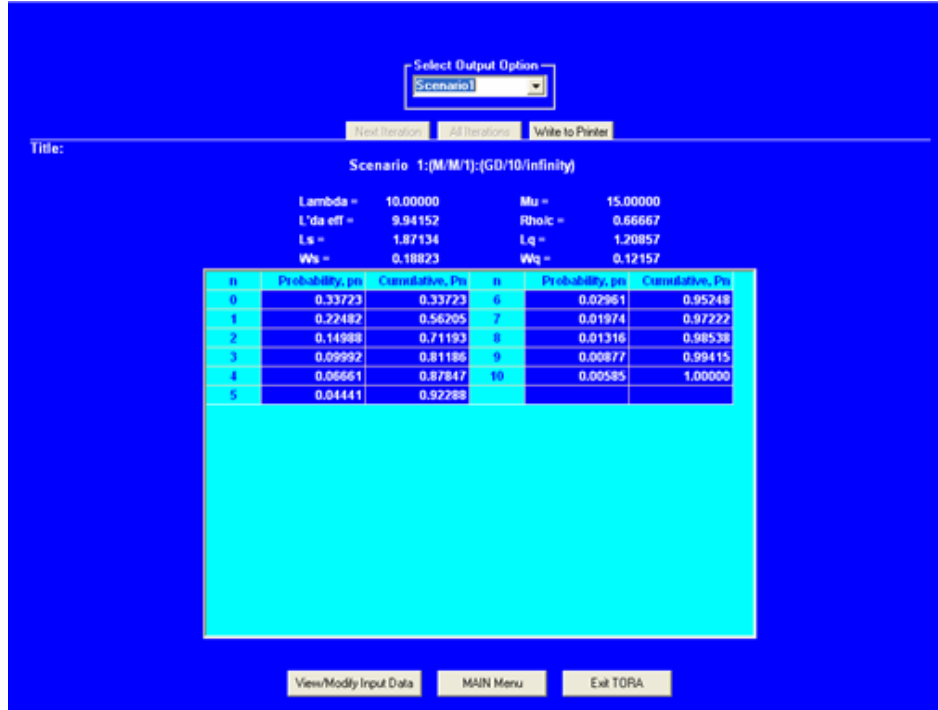 Select Output Option
Scenario1
Next Iteration All Iterations Write to Printer
Title:
Scenario 1:(M/M/1):(GD/10/infinity)
Lambda = 10.00000 Mu = 15.00000
L'da eff = 9.94152 Rho/c = 0.66667
Ls = 1.87134 Lq = 1.20857
Ws = 0.18823 Wq = 0.12157
n Probability, pn Cumulative, Pn n Probability, pn Cumulative, Pn
0 0.33723 0.33723 6 0.02961 0.95248
1 0.22482 0.56205 7 0.01974 0.97222
2 0.14988 0.71193 8 0.01316 0.98538
3 0.09992 0.81186 9 0.00877 0.99415
4 0.06661 0.87847 10 0.00585 1.00000
5 0.04441 0.92288
View/Modify Input Data MAIN Menu Exit TORA